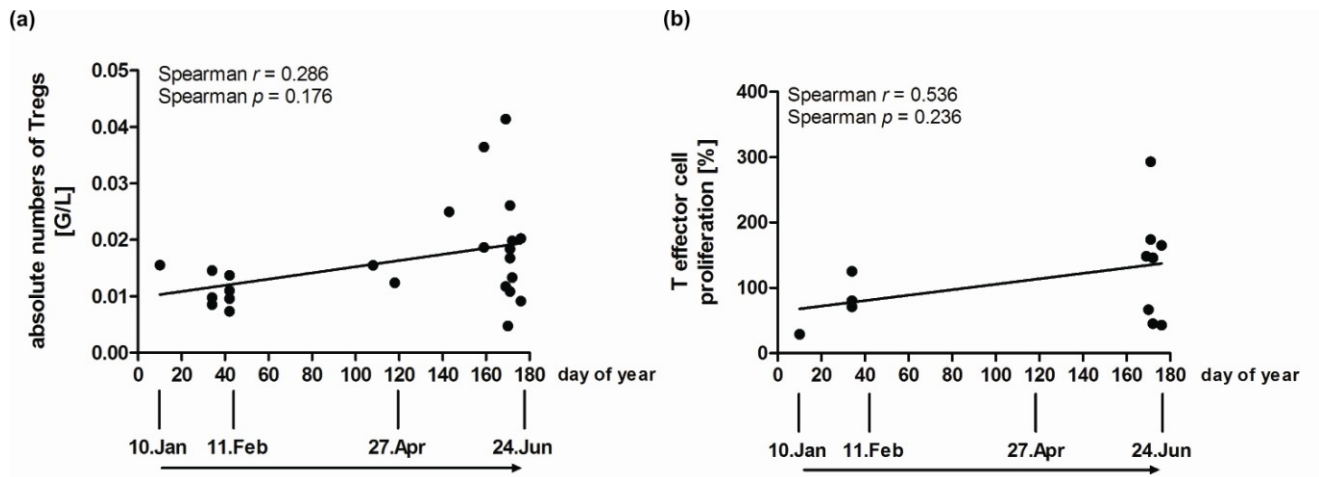 (a)
Spearman r = 0.286
Spearman p = 0.176
absolute numbers of Tregs
[G/L]
0.05
0.04
0.03
0.02
0.01
0.00
0 20 40 60 80 100 120 140 160 180 day of year
10.Jan 11.Feb 27.Apr 24.Jun
(b)
Spearman r = 0.536
Spearman p = 0.236
T effector cell
proliferation [%]
400
300
200
100
0
0 20 40 60 80 100 120 140 160 180 day of year
10.Jan 11.Feb 27.Apr 24.Jun